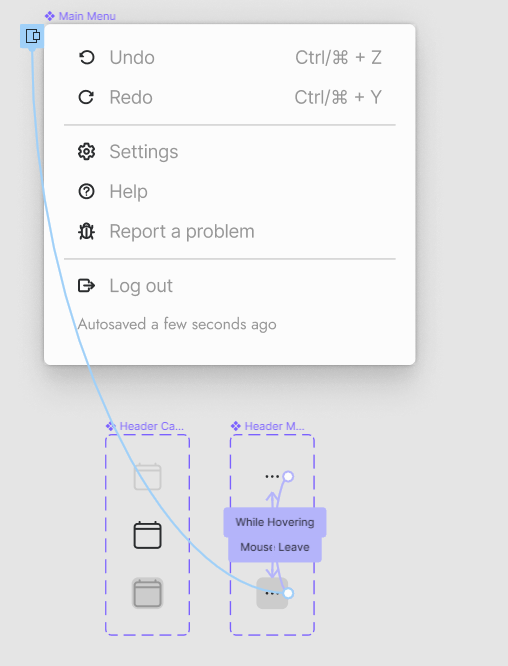 Main Menu
Undo Ctrl/⌘ + Z
Redo Ctrl/⌘ + Y
Settings
Help
Report a problem
Log out
Autosaved a few seconds ago
Header Ca... Header M...
While Hovering
Mouse Leave